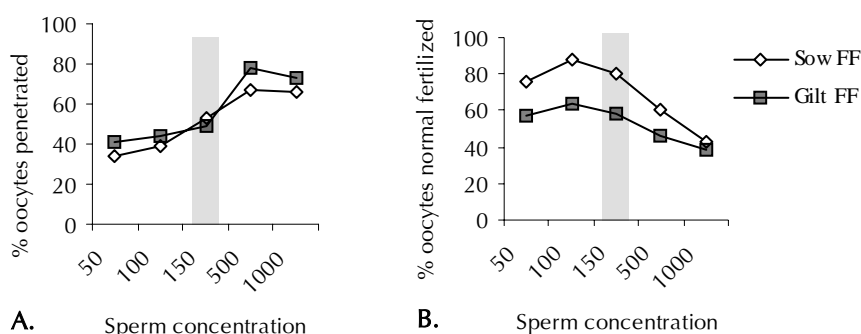 100
80
60
40
20
0
% oocytes penetrated
50
100
150
500
1000
A.
Sperm concentration
100
80
60
40
20
0
% oocytes normal fertilized
50
100
150
500
1000
B.
Sperm concentration
Sow FF
Gilt FF